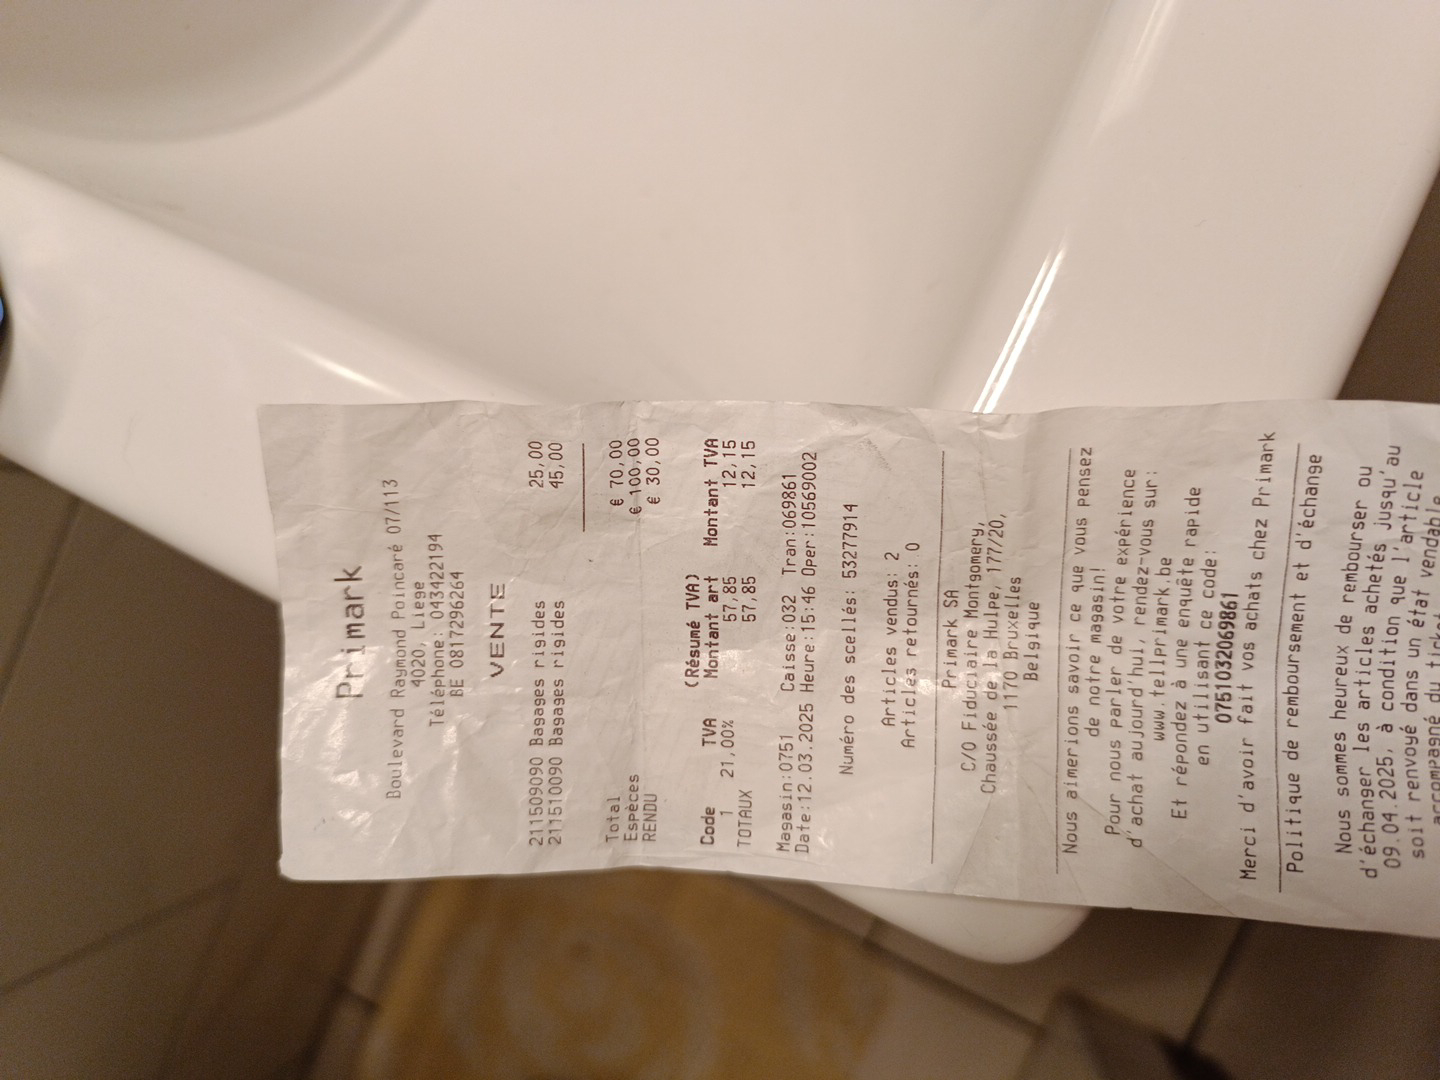 Primark
Boulevard Raymond Poincaré 07/113
4020, Liege
Téléphone: 043422194
BE 0817296264
VENTE
211509090 Bagages rigides 25,00
211510090 Bagages rigides 45,00
Total € 70,00
Espèces € 100,00
RENDU € 30,00
(Résumé TVA)
Code TVA Montant art Montant TVA
1 21,00% 57,85 12,15
TOTAUX 57,85 12,15
Magasin:0751 Caisse:032 Tran:069861
Date:12.03.2025 Heure:15:46 Oper:10569002
Numéro des scellés: 53277914
Articles vendus: 2
Articles retournés: 0
Primark SA
C/O Fiduciaire Montgomery,
Chaussée de la Hulpe, 177/20,
1170 Bruxelles
Belgique
Nous aimerions savoir ce que vous pensez
de notre magasin!
Pour nous parler de votre expérience
d'achat aujourd'hui, rendez-vous sur:
www.tellprimark.be
Et répondez à une enquête rapide
en utilisant ce code:
075103206986​1
Merci d'avoir fait vos achats chez Primark
Politique de remboursement et d'échange
Nous sommes heureux de rembourser ou
d'échanger les articles achetés jusqu'au
09.04.2025, à condition que l'article
soit renvoyé dans un état vendable
accompagné du ticket